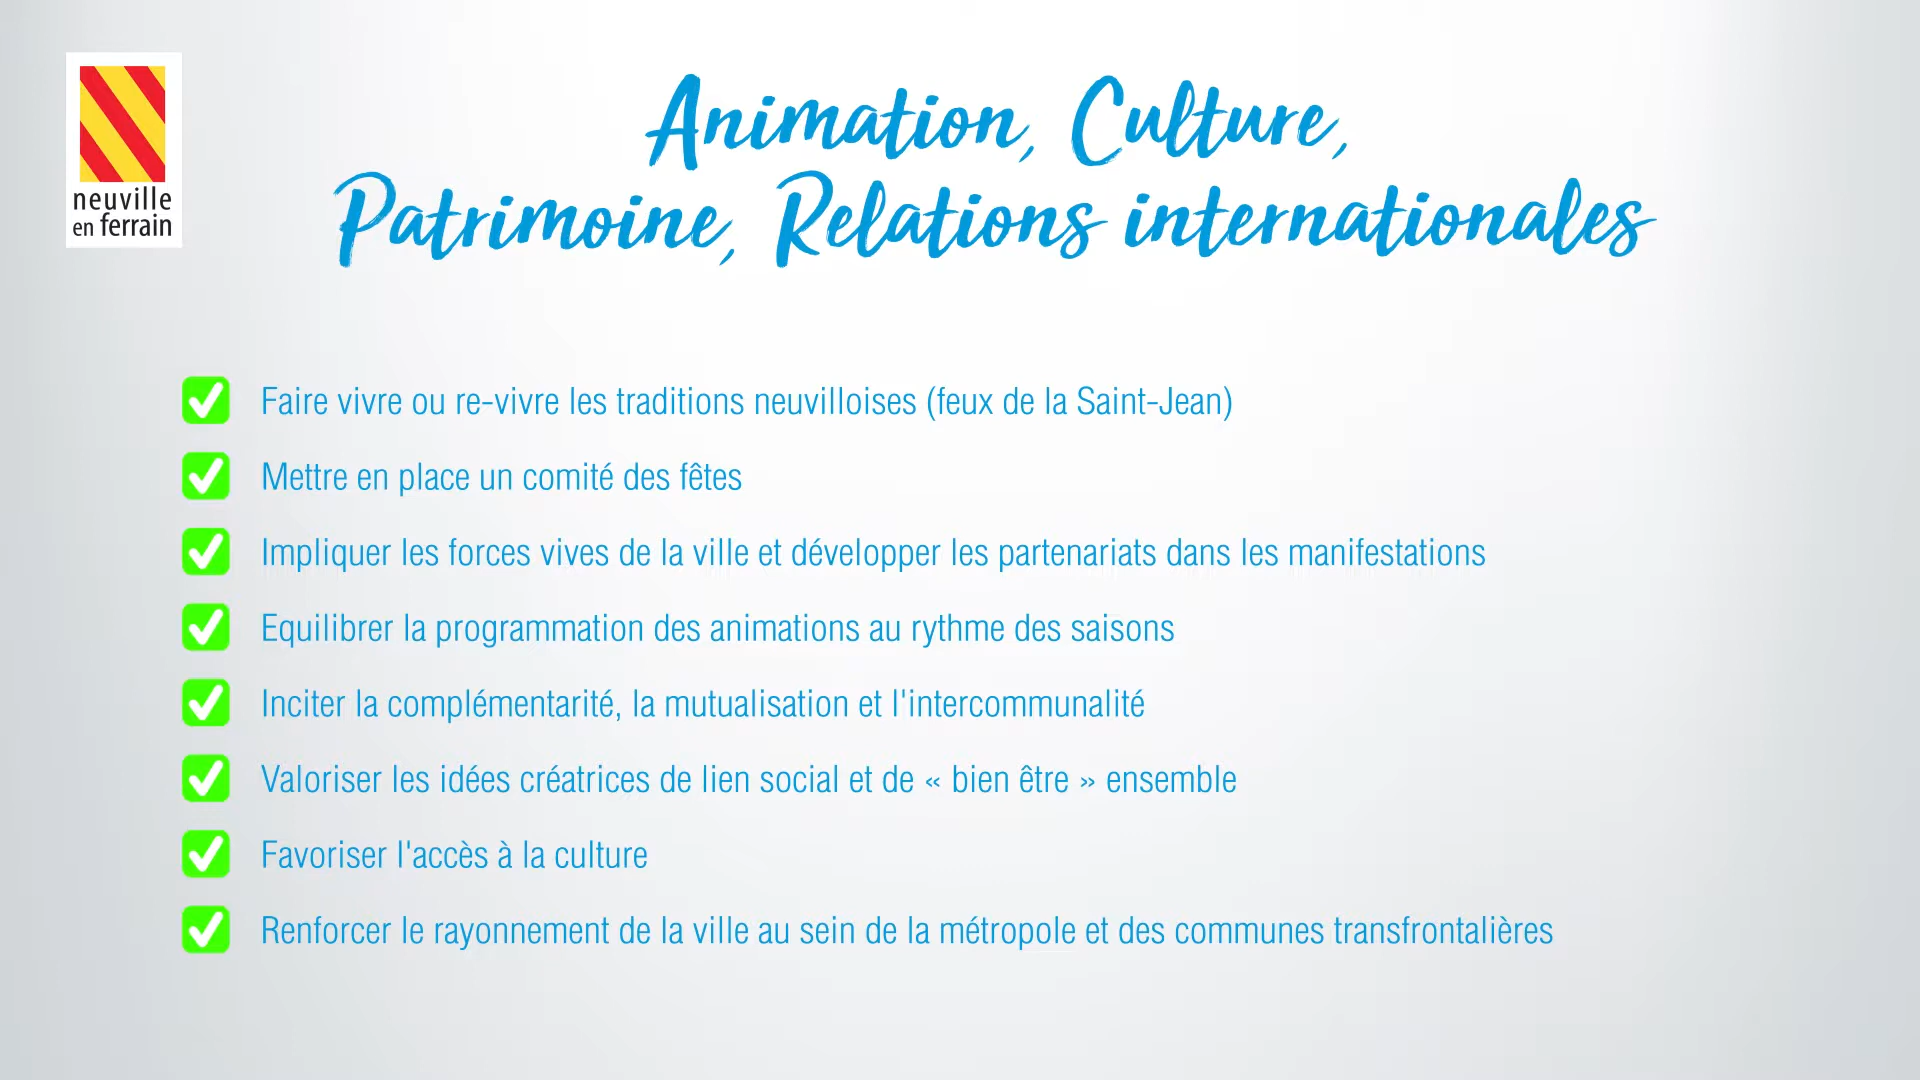 neuville
en ferrain
Animation, Culture,
Patrimoine, Relations internationales
Faire vivre ou re-vivre les traditions neuvilloises (feux de la Saint-Jean)
Mettre en place un comité des fêtes
Impliquer les forces vives de la ville et développer les partenariats dans les manifestations
Equilibrer la programmation des animations au rythme des saisons
Inciter la complémentarité, la mutualisation et l'intercommunalité
Valoriser les idées créatrices de lien social et de « bien être » ensemble
Favoriser l'accès à la culture
Renforcer le rayonnement de la ville au sein de la métropole et des communes transfrontalières